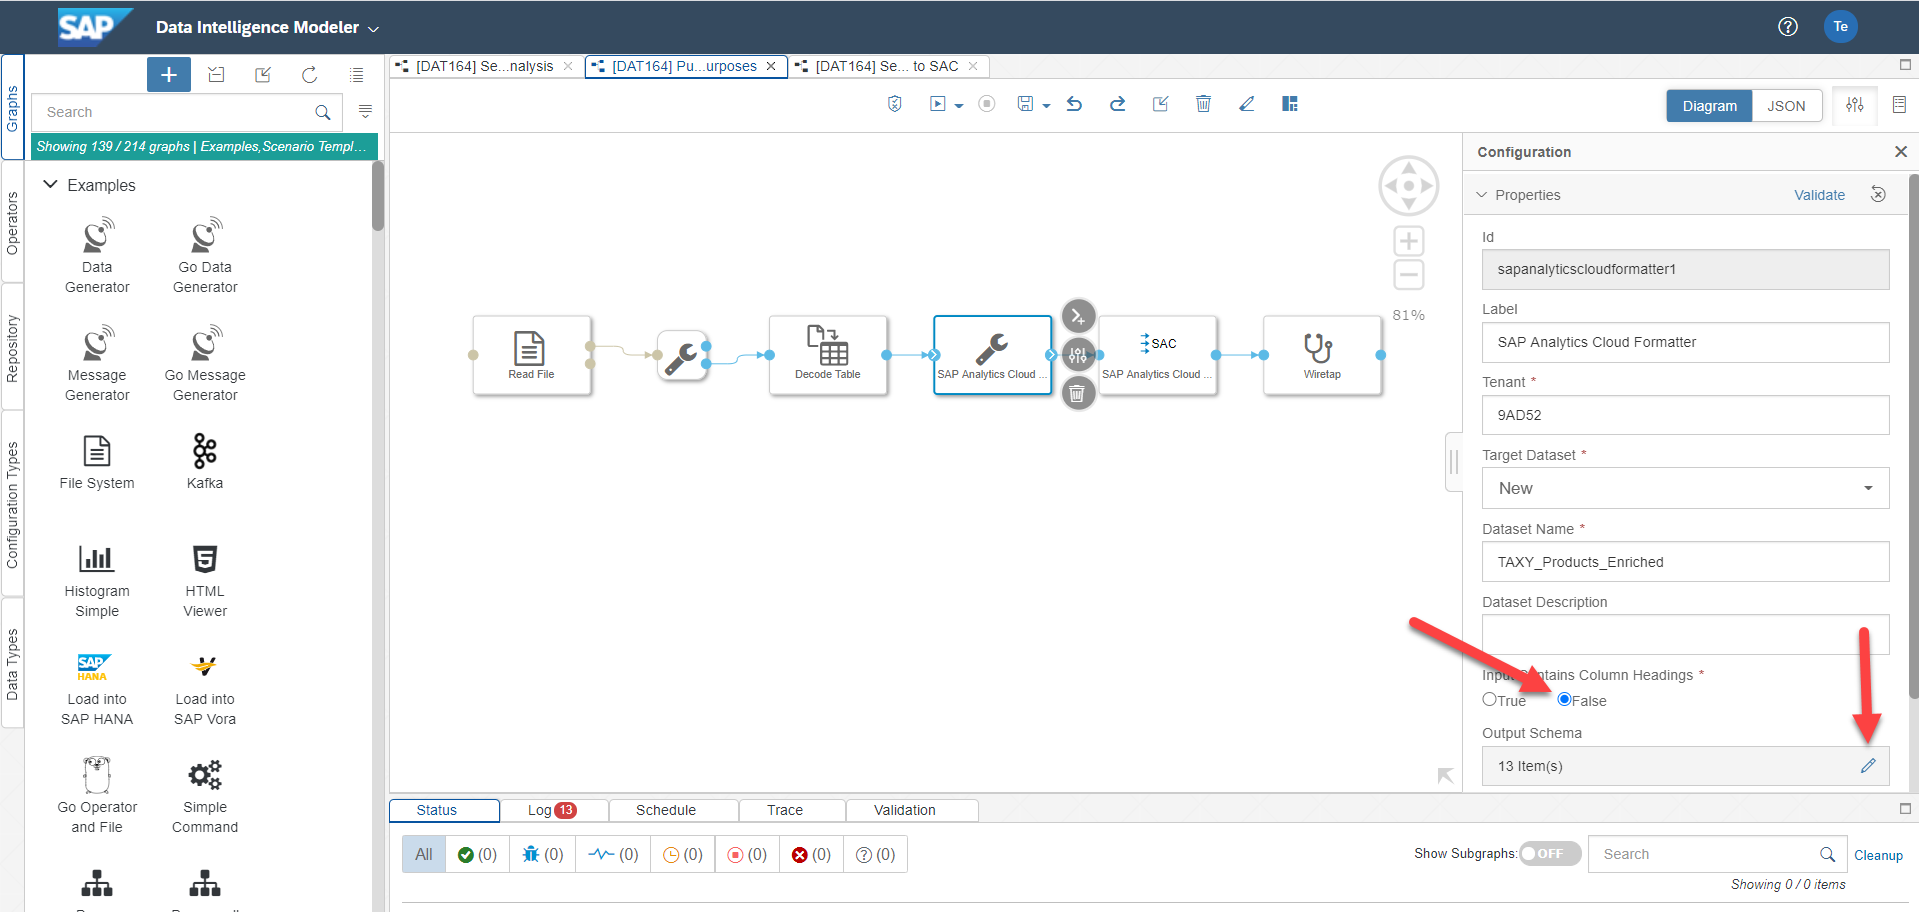 SAP
Data Intelligence Modeler
Te
Graphs
Operators
Repository
Configuration Types
Data Types
Search
Showing 139 / 214 graphs | Examples,Scenario Templ...
Examples
Data
Generator
Go Data
Generator
Message
Generator
Go Message
Generator
File System
Kafka
Histogram
Simple
HTML
Viewer
SAP
HANA
Load into
SAP HANA
Load into
SAP Vora
Go Operator
and File
Simple
Command
[DAT164] Se...nalysis
[DAT164] Pu...urposes
[DAT164] Se... to SAC
Diagram
JSON
81%
Read File
Decode Table
SAP Analytics Cloud ...
SAC
SAP Analytics Cloud ...
Wiretap
Configuration
Properties
Validate
Id
sapanalyticscloudformatter1
Label
SAP Analytics Cloud Formatter
Tenant *
9AD52
Target Dataset *
New
Dataset Name *
TAXY_Products_Enriched
Dataset Description
Column Headings *
True
False
Output Schema
13 Item(s)
Status
Log 13
Schedule
Trace
Validation
All
(0)
(0)
(0)
(0)
(0)
(0)
(0)
Show Subgraphs:
OFF
Search
Cleanup
Showing 0 / 0 items